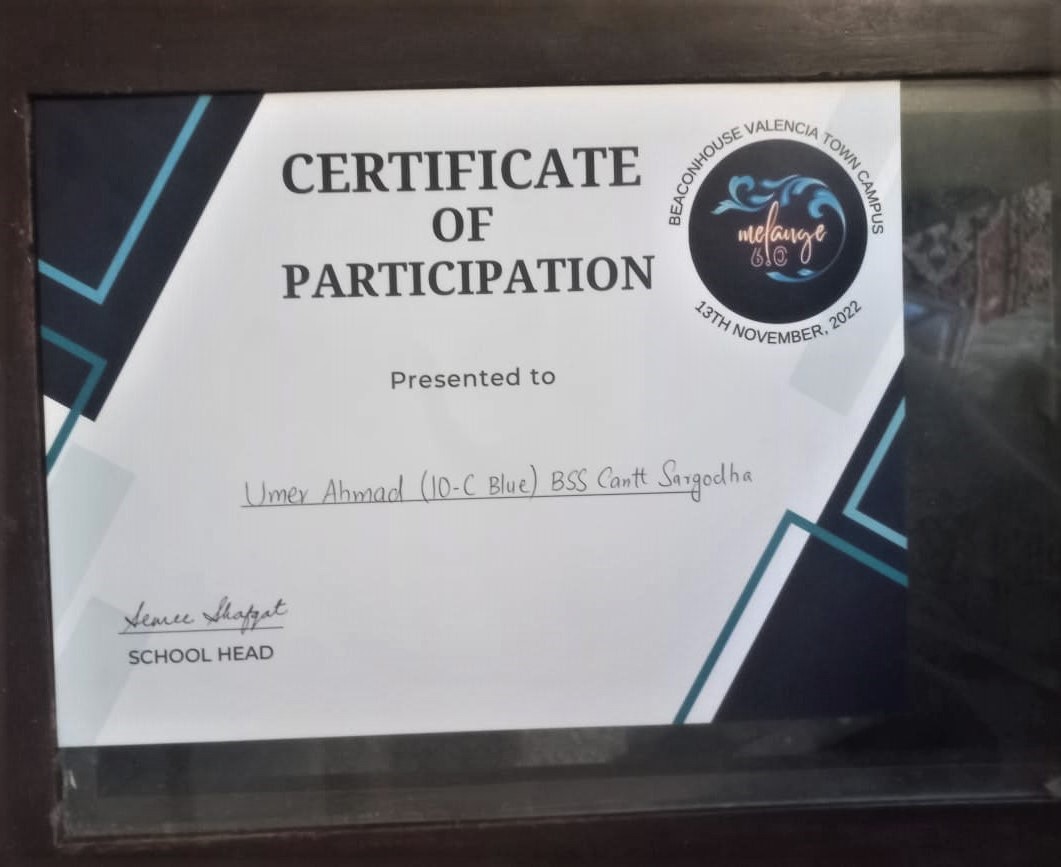 CERTIFICATE
OF
PARTICIPATION
BEACONHOUSE VALENCIA TOWN CAMPUS
melange
6.0
13TH NOVEMBER, 2022
Presented to
Umer Ahmad (10-C Blue) BSS Cantt Sargodha
Semee Shafqat
SCHOOL HEAD